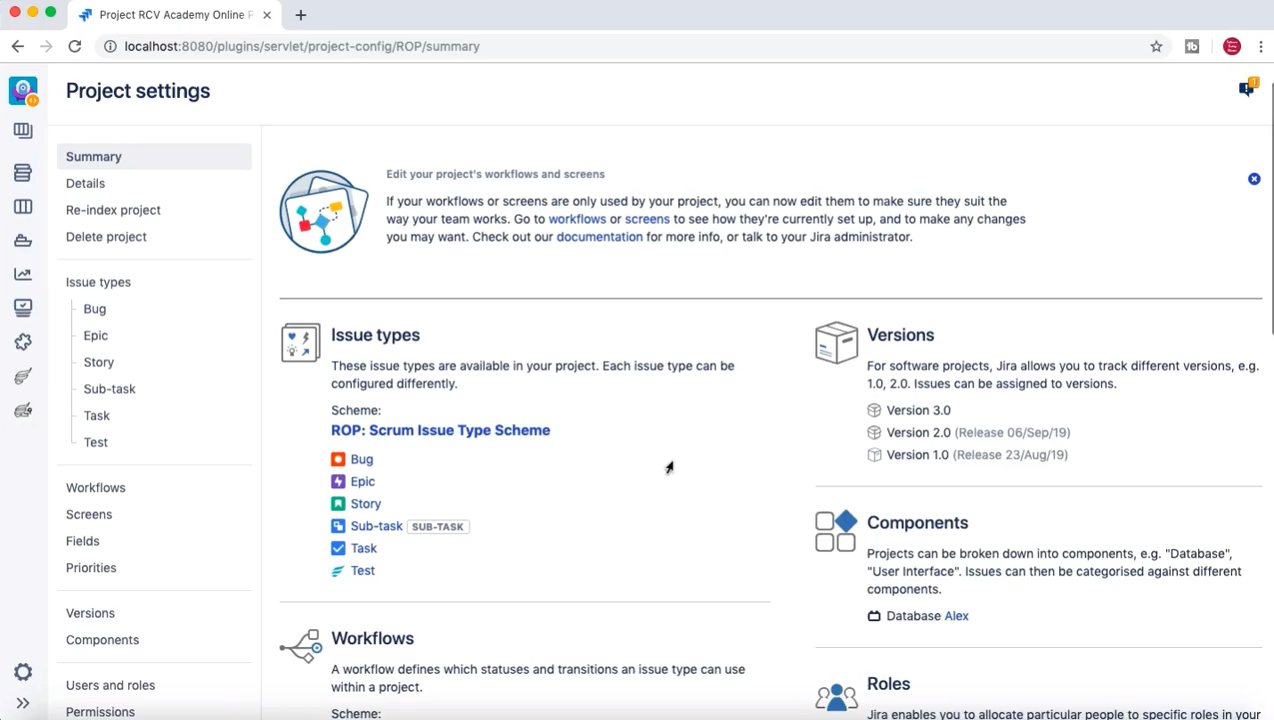 Project RCV Academy Online P
localhost:8080/plugins/servlet/project-config/ROP/summary
Project settings
Summary
Details
Re-index project
Delete project
Issue types
Bug
Epic
Story
Sub-task
Task
Test
Workflows
Screens
Fields
Priorities
Versions
Components
Users and roles
Permissions
Edit your project's workflows and screens
If your workflows or screens are only used by your project, you can now edit them to make sure they suit the
way your team works. Go to workflows or screens to see how they're currently set up, and to make any changes
you may want. Check out our documentation for more info, or talk to your Jira administrator.
Issue types
These issue types are available in your project. Each issue type can be
configured differently.
Scheme:
ROP: Scrum Issue Type Scheme
Bug
Epic
Story
Sub-task SUB-TASK
Task
Test
Workflows
A workflow defines which statuses and transitions an issue type can use
within a project.
Scheme:
Versions
For software projects, Jira allows you to track different versions, e.g.
1.0, 2.0. Issues can be assigned to versions.
Version 3.0
Version 2.0 (Release 06/Sep/19)
Version 1.0 (Release 23/Aug/19)
Components
Projects can be broken down into components, e.g. "Database",
"User Interface". Issues can then be categorised against different
components.
Database Alex
Roles
Jira enables you to allocate particular people to specific roles in your